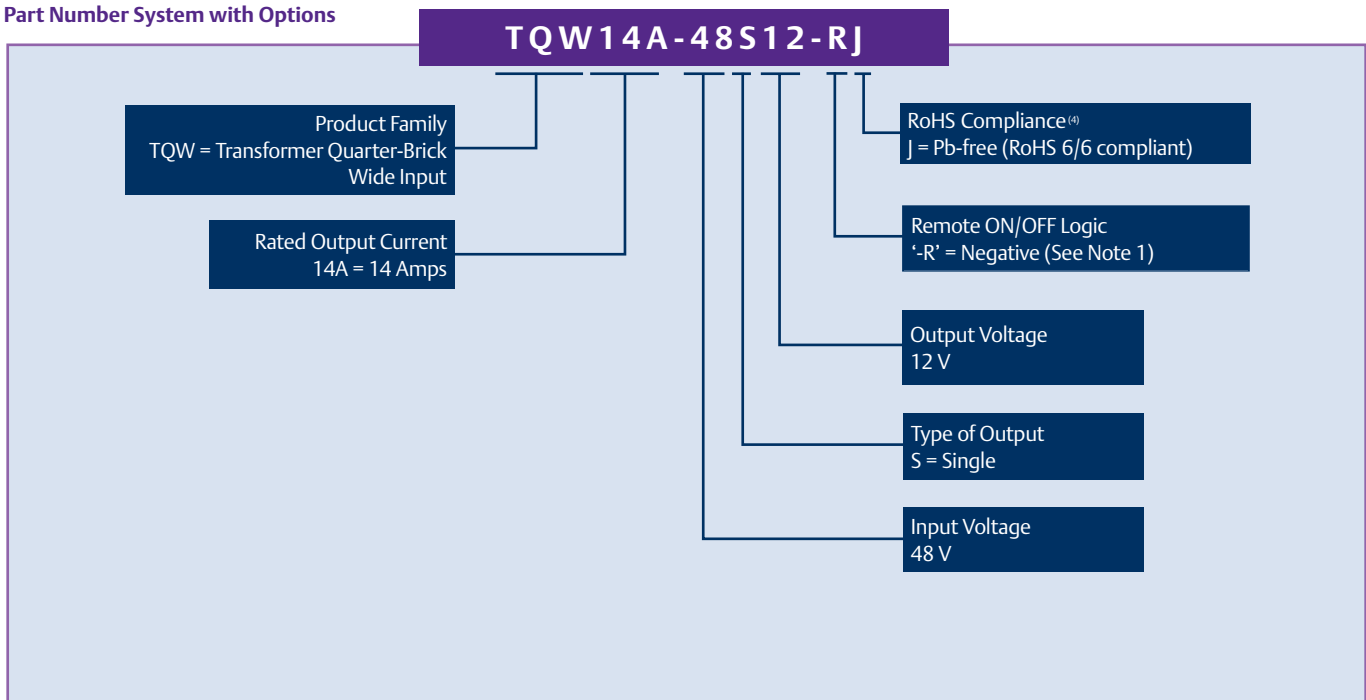 Part Number System with Options
TQW14A-48S12-RJ
Product Family
TQW = Transformer Quarter-Brick
Wide Input
Rated Output Current
14A = 14 Amps
RoHS Compliance (4)
J = Pb-free (RoHS 6/6 compliant)
Remote ON/OFF Logic
‘-R’ = Negative (See Note 1)
Output Voltage
12 V
Type of Output
S = Single
Input Voltage
48 V